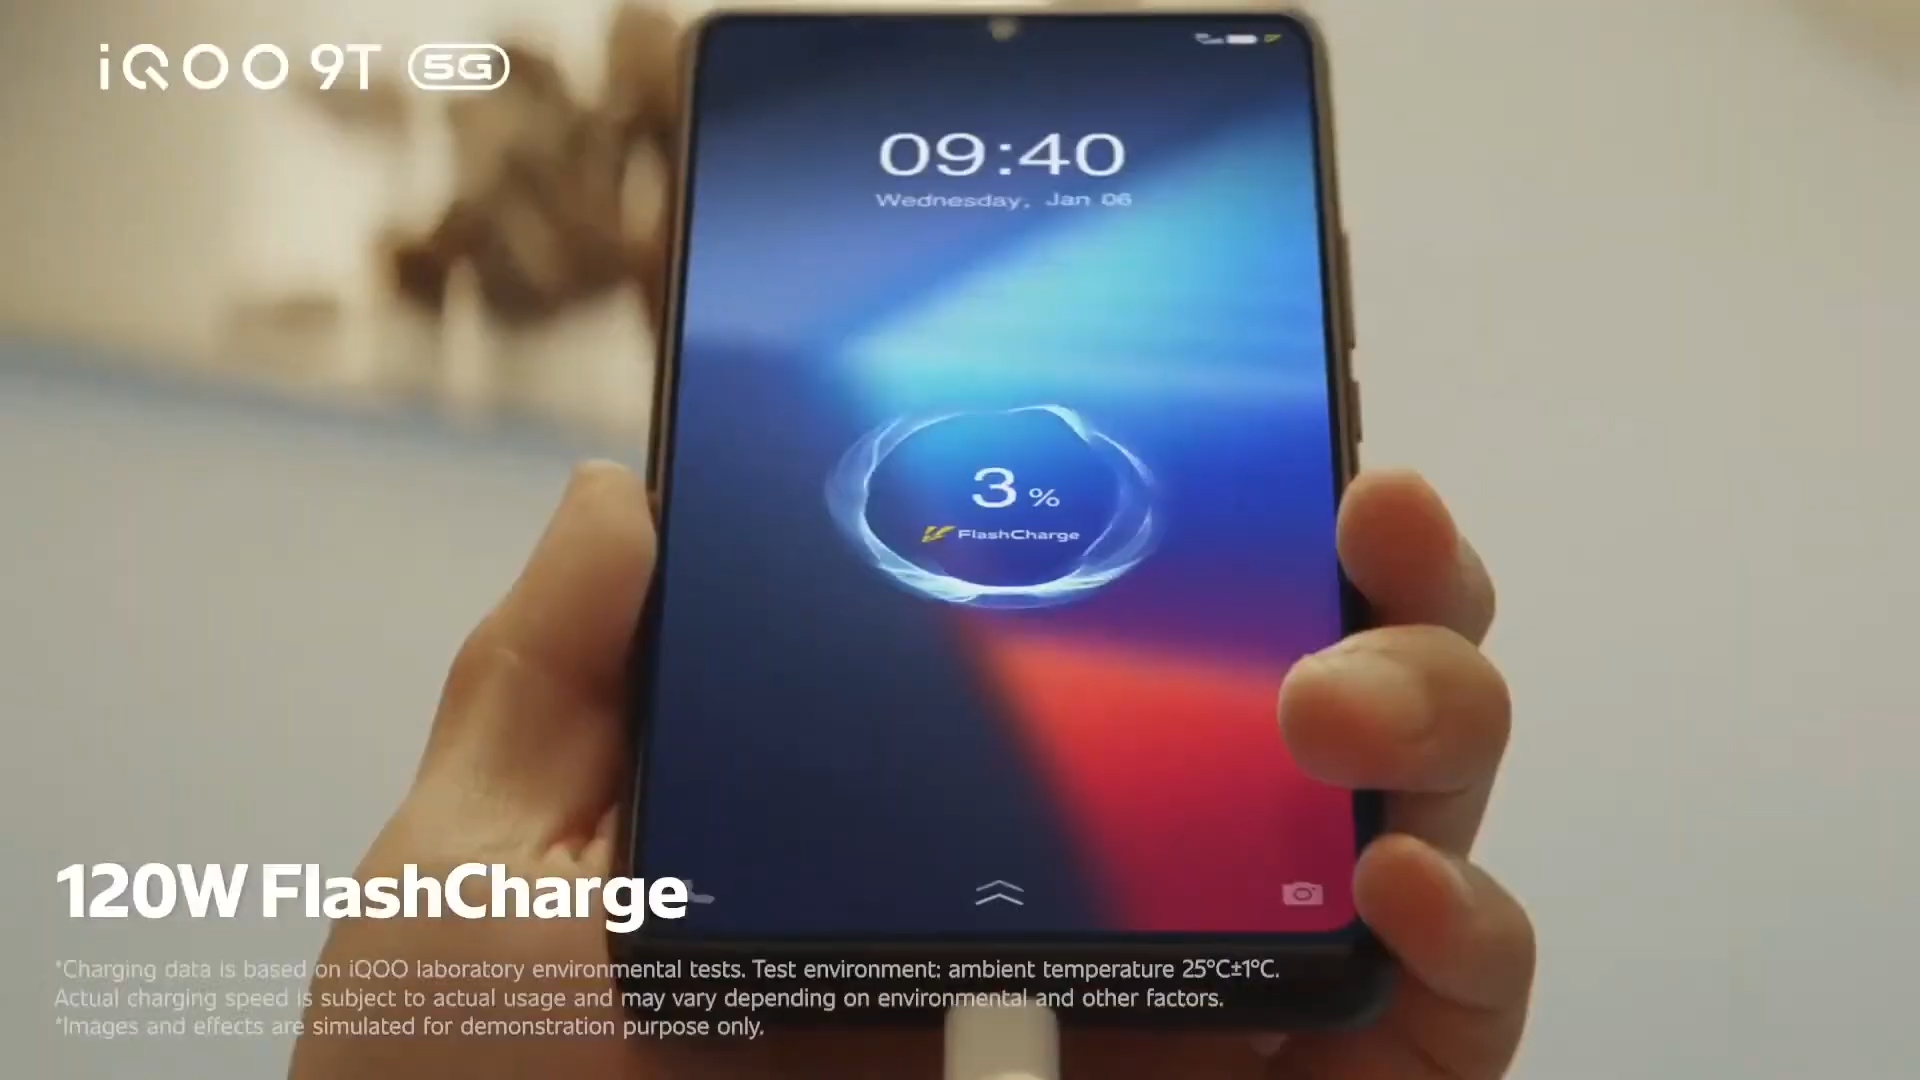 iQOO 9T 5G
09:40
Wednesday, Jan 06
3 %
FlashCharge
120W FlashCharge
*Charging data is based on iQOO laboratory environmental tests. Test environment: ambient temperature 25°C±1°C.
Actual charging speed is subject to actual usage and may vary depending on environmental and other factors.
*Images and effects are simulated for demonstration purpose only.